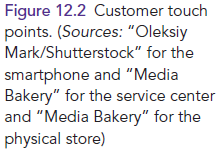 Figure 12.2 Customer touch
points. (Sources: "Oleksiy
Mark/Shutterstock" for the
smartphone and "Media
Bakery" for the service center
and "Media Bakery" for the
physical store)